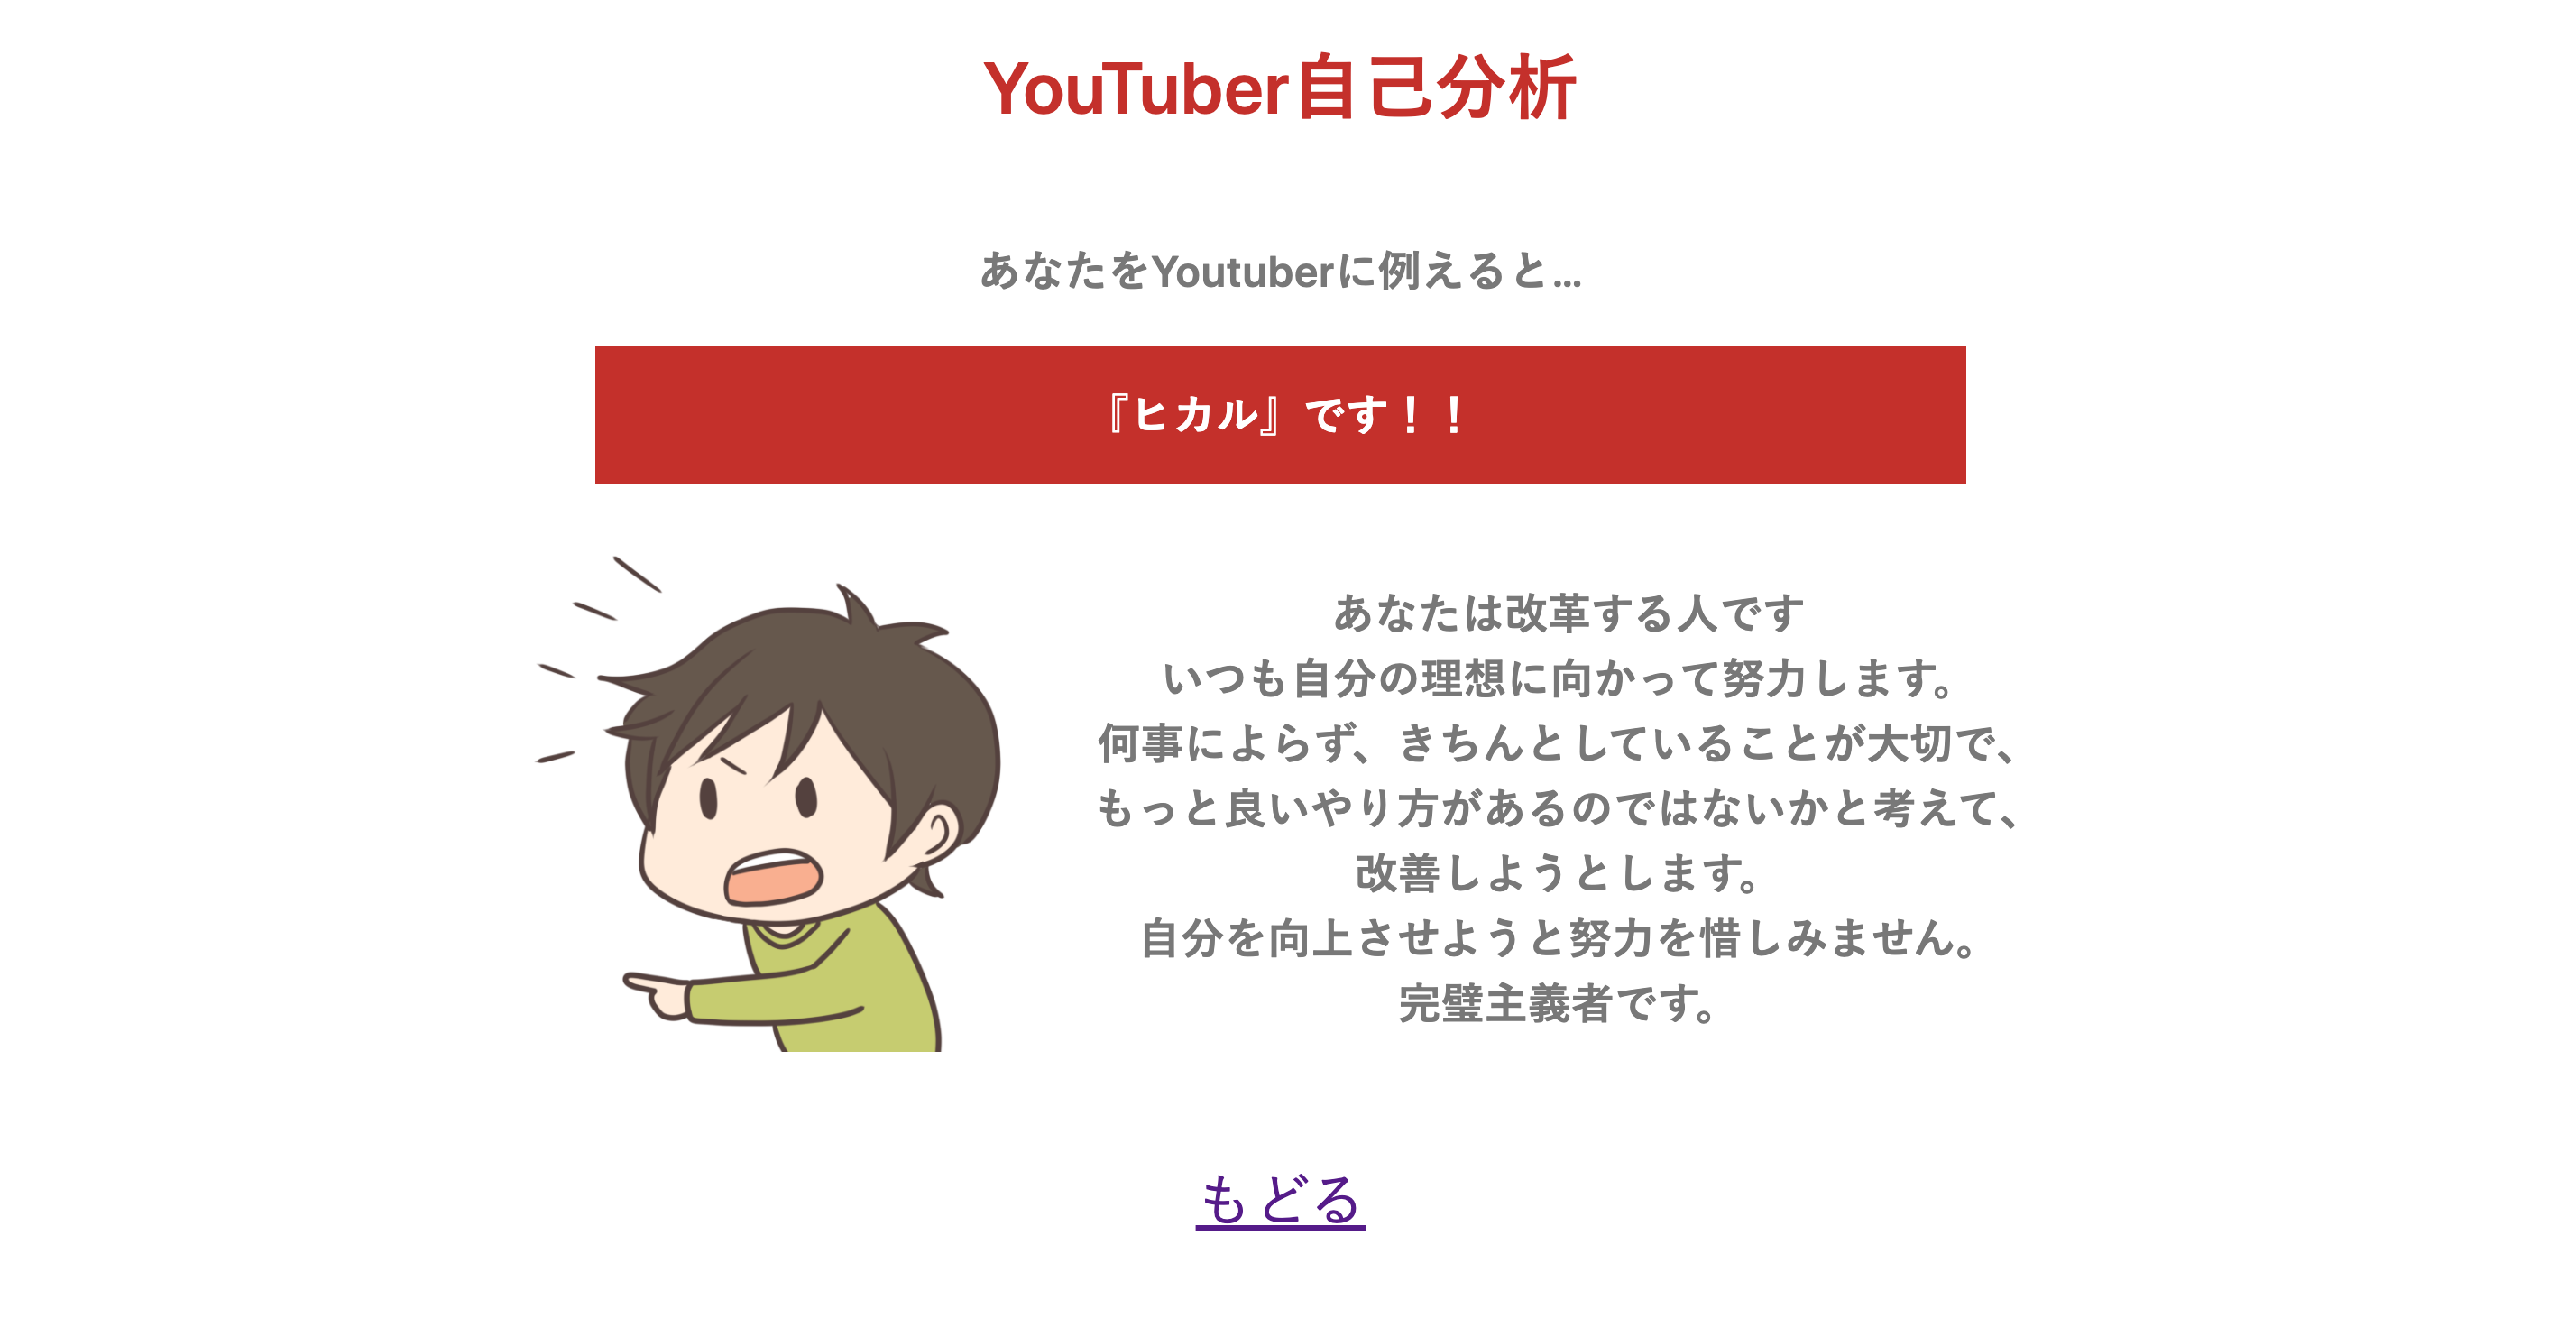 YouTuber自己分析
あなたをYoutuberに例えると...
『ヒカル』です！！
あなたは改革する人です
いつも自分の理想に向かって努力します。
何事によらず、きちんとしていることが大切で、
もっと良いやり方があるのではないかと考えて、
改善しようとします。
自分を向上させようと努力を惜しみません。
完璧主義者です。
もどる